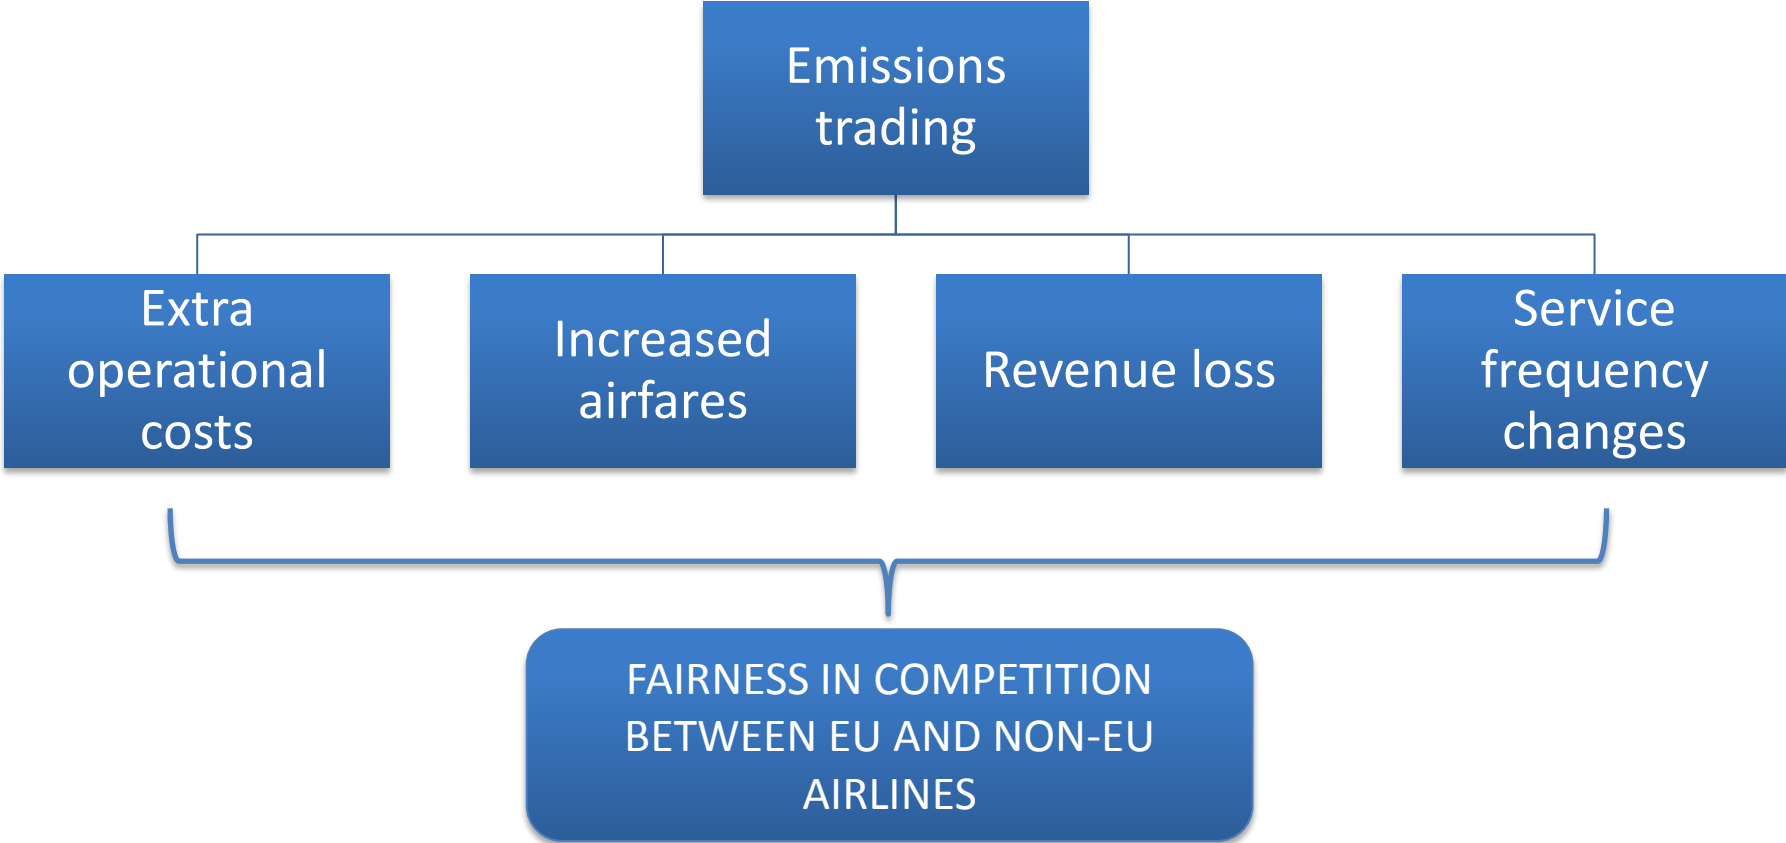 Emissions
trading
Extra
operational
costs
Increased
airfares
Revenue loss
Service
frequency
changes
FAIRNESS IN COMPETITION
BETWEEN EU AND NON-EU
AIRLINES